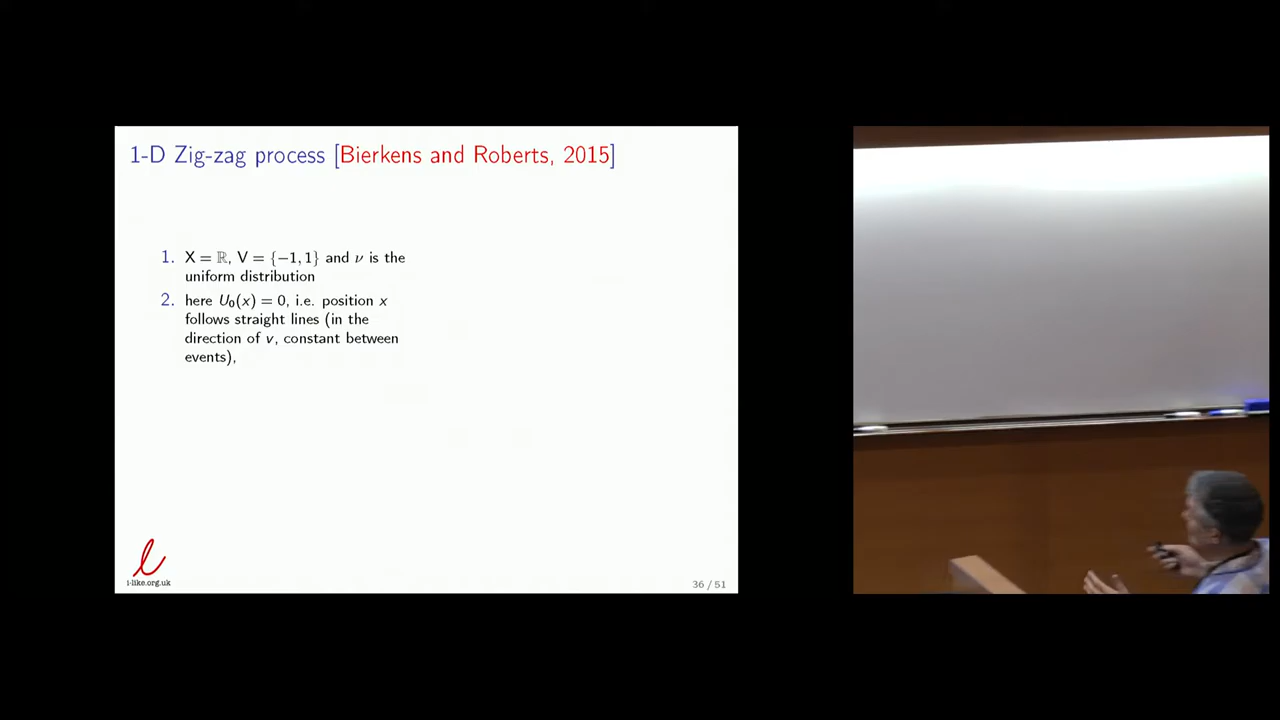 1-D Zig-zag process [Bierkens and Roberts, 2015]
1. X = ℝ, V = {−1, 1} and ν is the
uniform distribution
2. here U₀(x) = 0, i.e. position x
follows straight lines (in the
direction of v, constant between
events),
i-like.org.uk
36 / 51